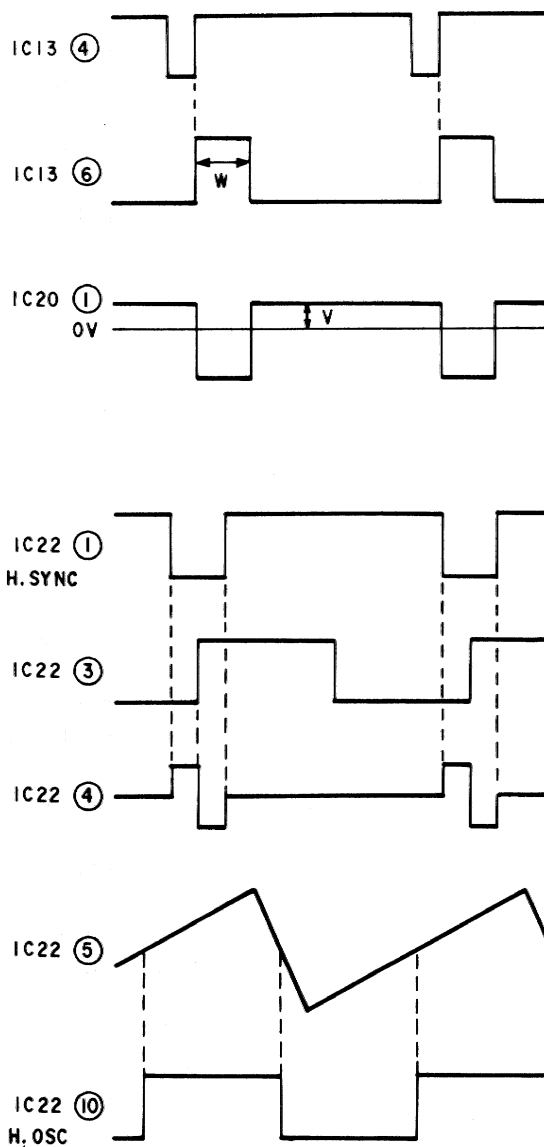 IC13 ④
IC13 ⑥
W
IC20 ①
0V
V
IC22 ①
H.SYNC
IC22 ③
IC22 ④
IC22 ⑤
IC22 ⑩
H,OSC